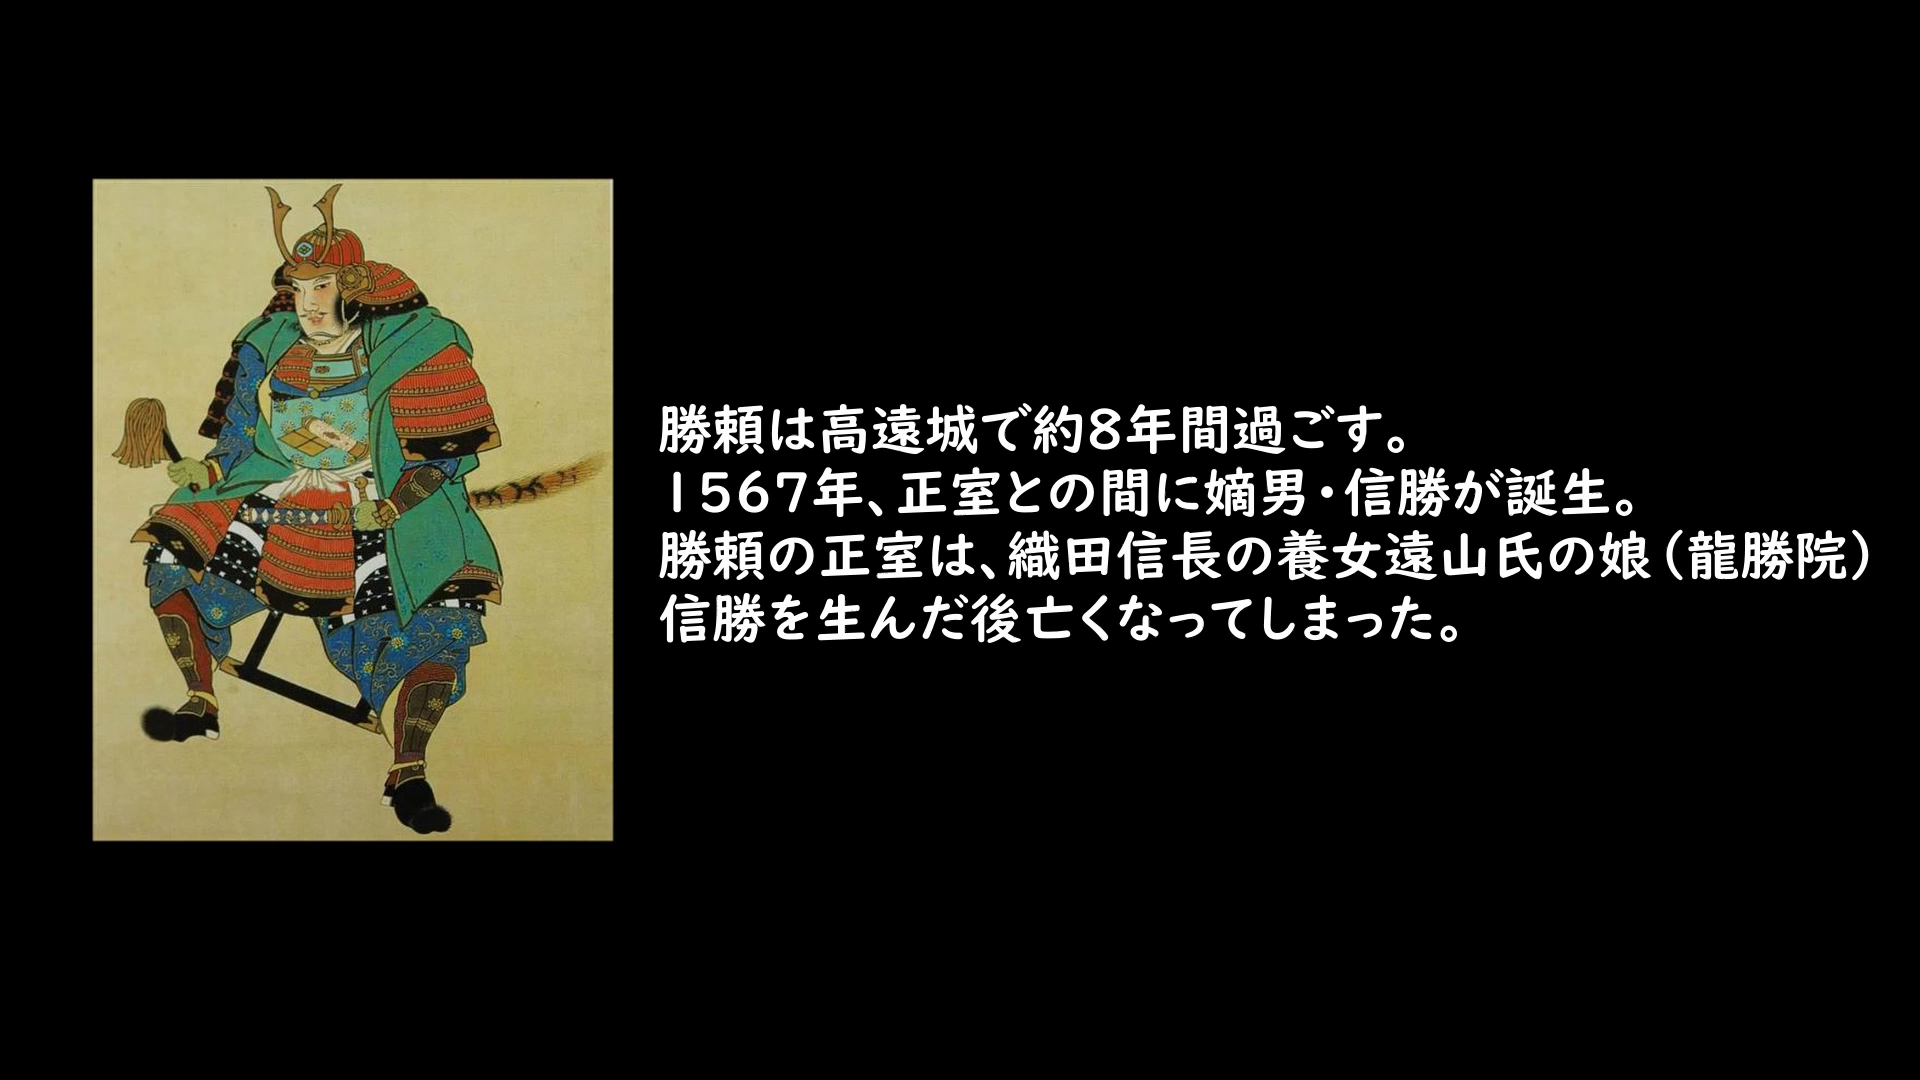 勝頼は高遠城で約8年間過ごす。
1567年、正室との間に嫡男・信勝が誕生。
勝頼の正室は、織田信長の養女遠山氏の娘（龍勝院）
信勝を生んだ後亡くなってしまった。